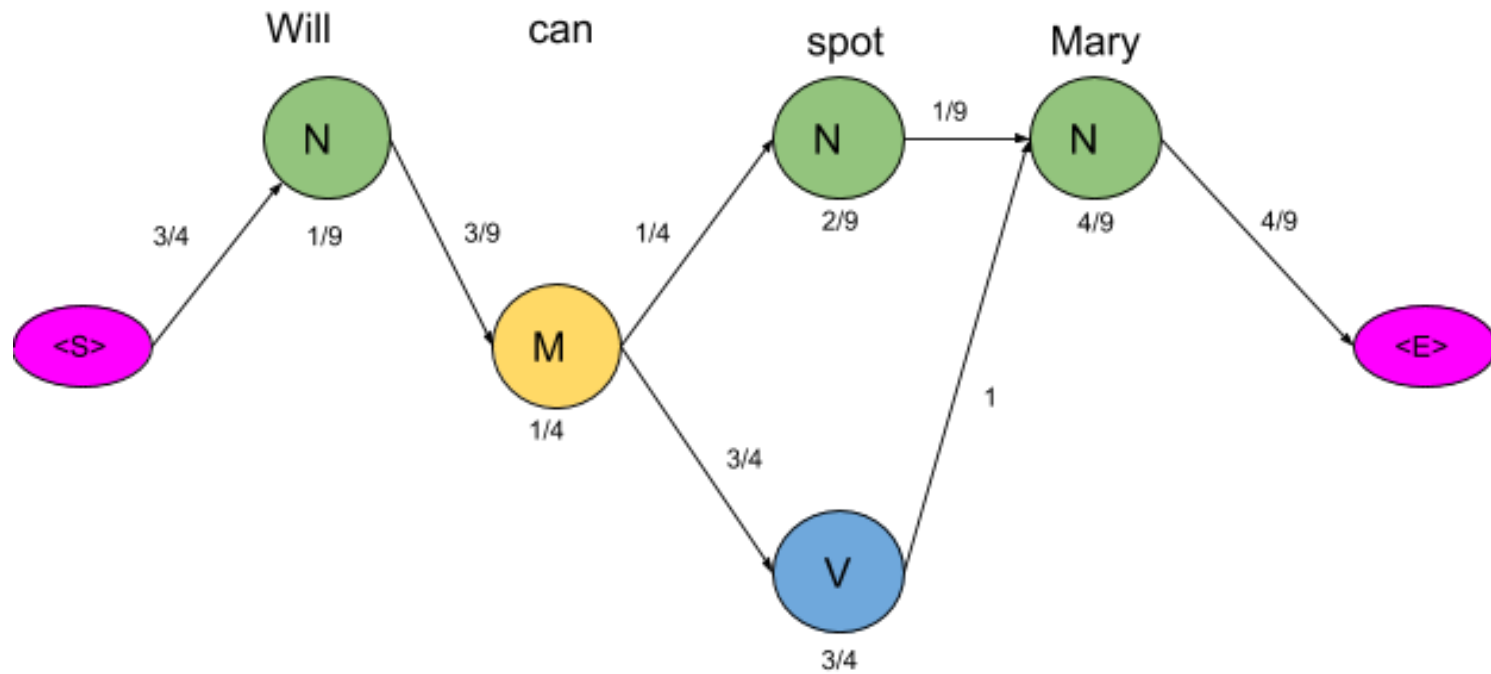 Will can spot Mary
N N N
1/9 2/9 4/9
3/4 3/9 1/4 1/9 4/9
<S> M <E>
1/4
3/4 1
V
3/4